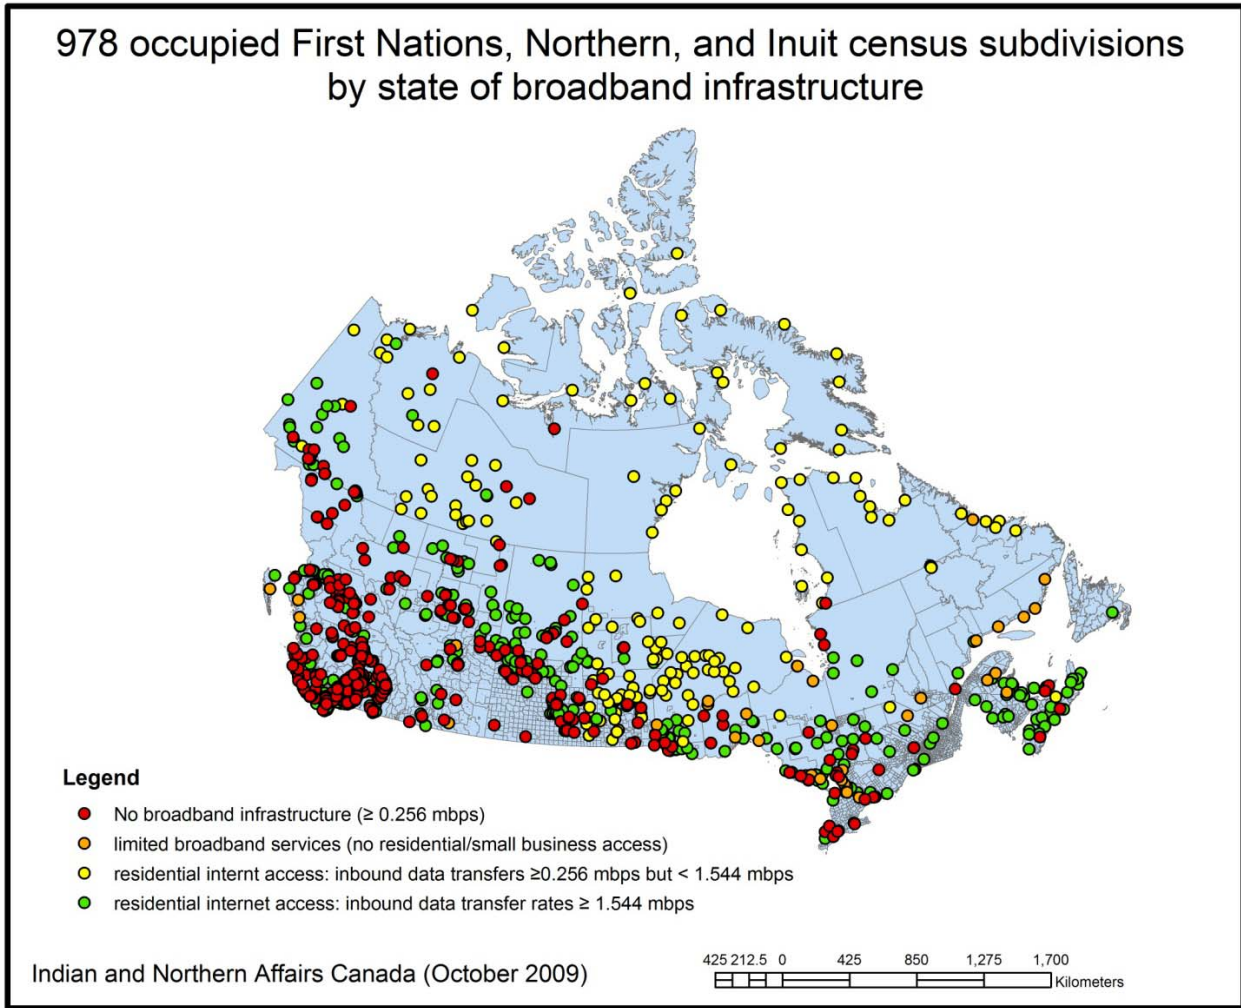 978 occupied First Nations, Northern, and Inuit census subdivisions
by state of broadband infrastructure
Legend
No broadband infrastructure (≥ 0.256 mbps)
limited broadband services (no residential/small business access)
residential internt access: inbound data transfers ≥0.256 mbps but < 1.544 mbps
residential internet access: inbound data transfer rates ≥ 1.544 mbps
Indian and Northern Affairs Canada (October 2009)
425 212.5 0 425 850 1,275 1,700
Kilometers